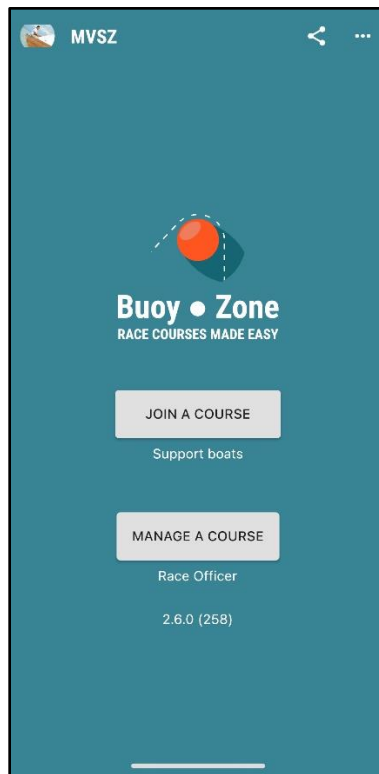 MVSZ
Buoy ● Zone
RACE COURSES MADE EASY
JOIN A COURSE
Support boats
MANAGE A COURSE
Race Officer
2.6.0 (258)